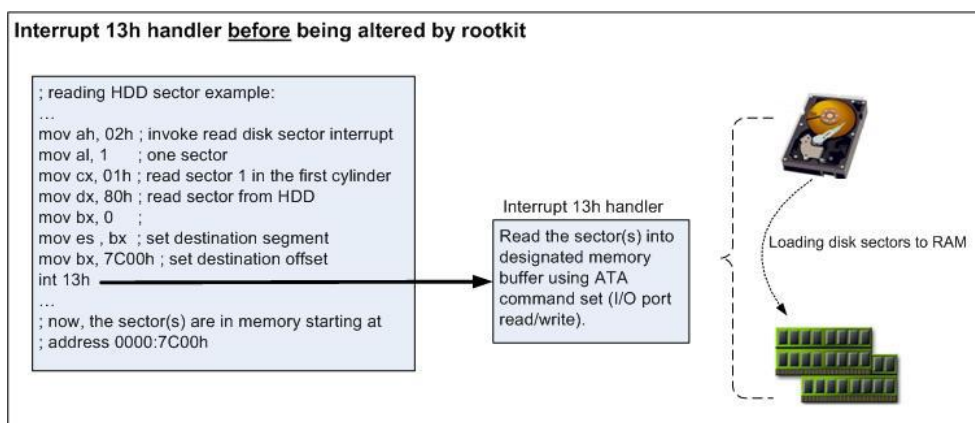 Interrupt 13h handler before being altered by rootkit
; reading HDD sector example:
...
mov ah, 02h ; invoke read disk sector interrupt
mov al, 1 ; one sector
mov cx, 01h ; read sector 1 in the first cylinder
mov dx, 80h ; read sector from HDD
mov bx, 0 ;
mov es , bx ; set destination segment
mov bx, 7C00h ; set destination offset
int 13h
...
; now, the sector(s) are in memory starting at
; address 0000:7C00h
Interrupt 13h handler
Read the sector(s) into
designated memory
buffer using ATA
command set (I/O port
read/write).
Loading disk sectors to RAM